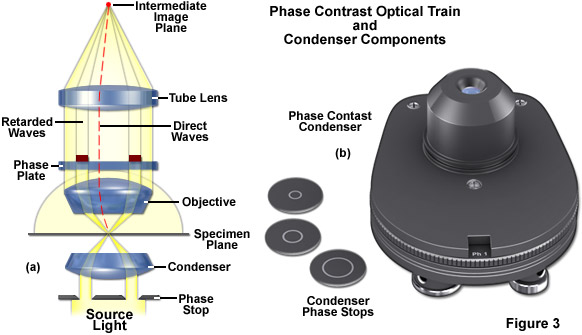 Intermediate
Image
Plane
Tube Lens
Retarded
Waves
Direct
Waves
Phase
Plate
Objective
Specimen
Plane
(a)
Condenser
Phase
Stop
Source
Light
Phase Contrast Optical Train
and
Condenser Components
Phase Contast
Condenser
(b)
Ph 1
Condenser
Phase Stops
Figure 3